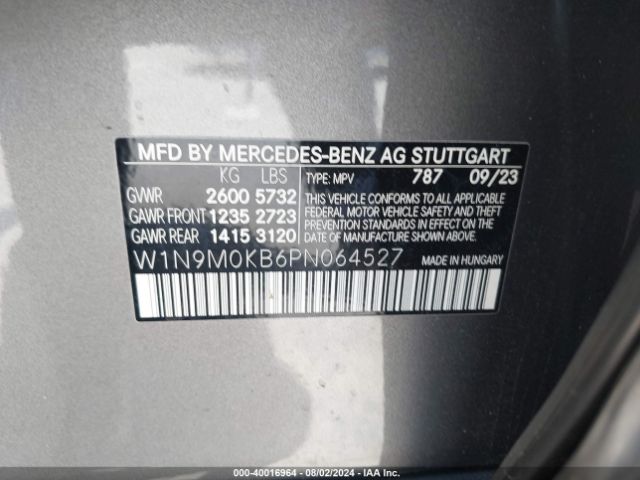 MFD BY MERCEDES-BENZ AG STUTTGART
KG LBS TYPE: MPV 787 09/23
GVWR 2600 5732
GAWR FRONT 1235 2723
GAWR REAR 1415 3120
THIS VEHICLE CONFORMS TO ALL APPLICABLE
FEDERAL MOTOR VEHICLE SAFETY AND THEFT
PREVENTION STANDARDS IN EFFECT ON THE DATE
OF MANUFACTURE SHOWN ABOVE.
W1N9M0KB6PN064527 MADE IN HUNGARY
000-40016964 - 08/02/2024 - IAA Inc.